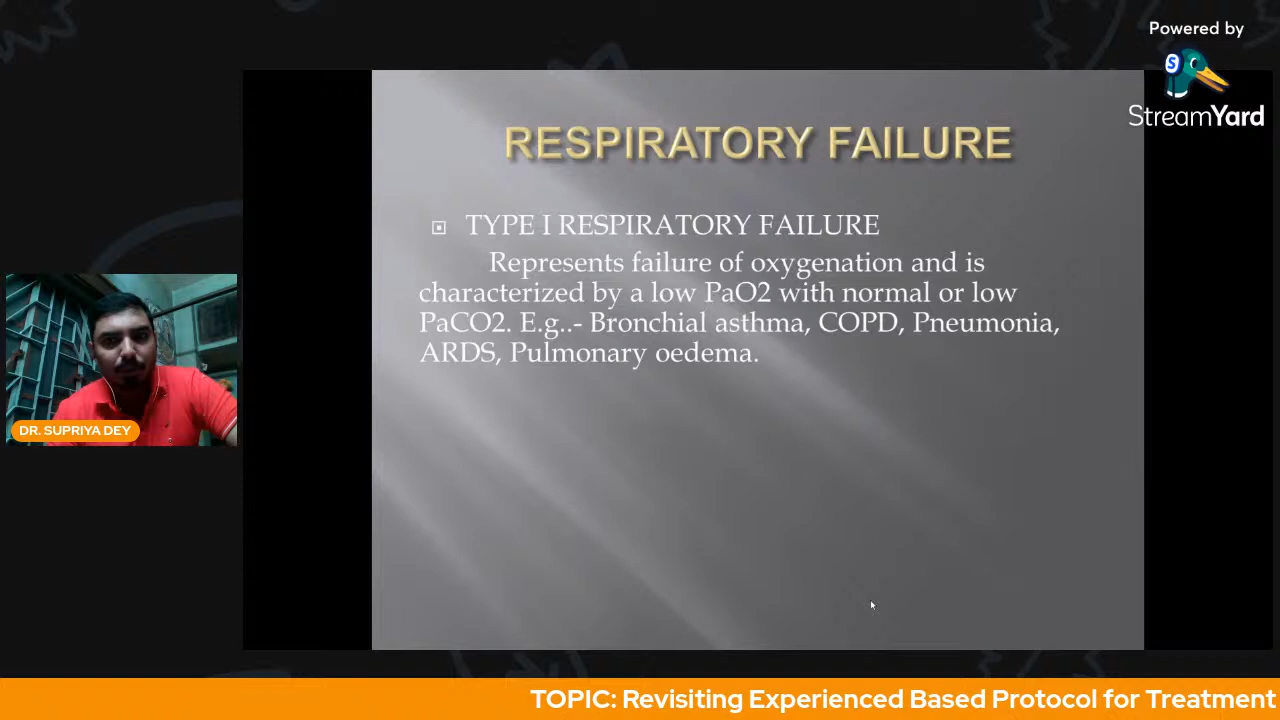 Powered by
StreamYard
RESPIRATORY FAILURE
TYPE I RESPIRATORY FAILURE
Represents failure of oxygenation and is
characterized by a low PaO2 with normal or low
PaCO2. E.g..- Bronchial asthma, COPD, Pneumonia,
ARDS, Pulmonary oedema.
DR. SUPRIYA DEY
TOPIC: Revisiting Experienced Based Protocol for Treatment